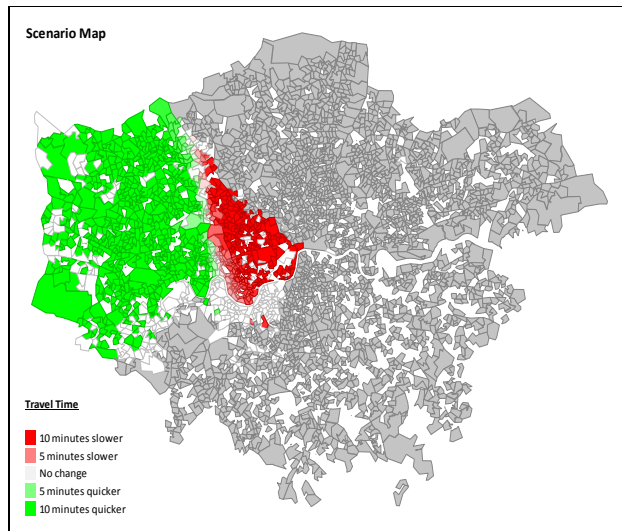 Scenario Map
Travel Time
10 minutes slower
5 minutes slower
No change
5 minutes quicker
10 minutes quicker